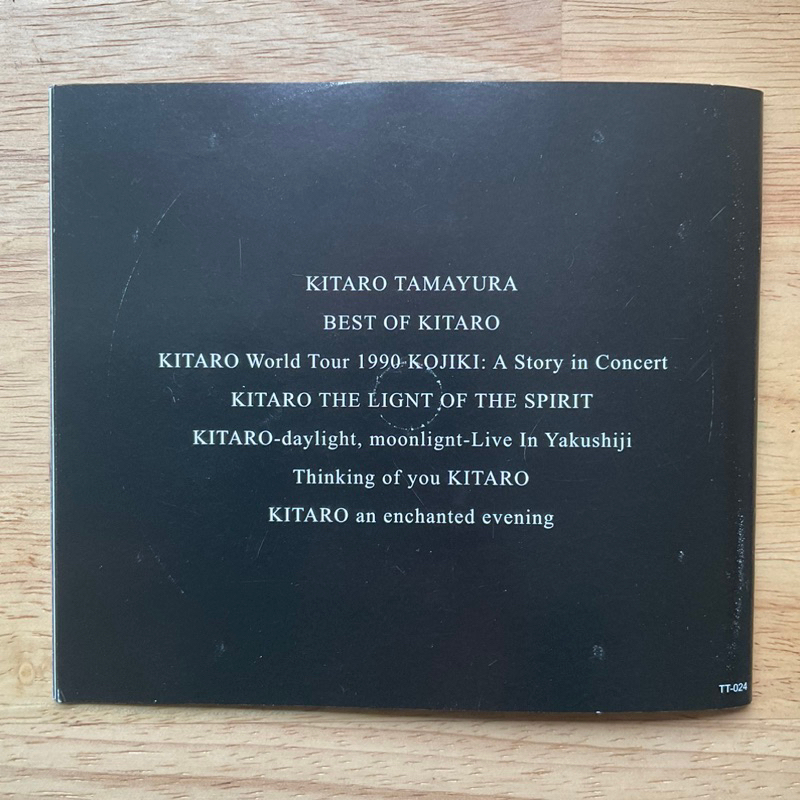 KITARO TAMAYURA
BEST OF KITARO
KITARO World Tour 1990-KOJIKI: A Story in Concert
KITARO THE LIGNT OF THE SPIRIT
KITARO-daylight, moonlignt-Live In Yakushiji
Thinking of you KITARO
KITARO an enchanted evening
TT-024